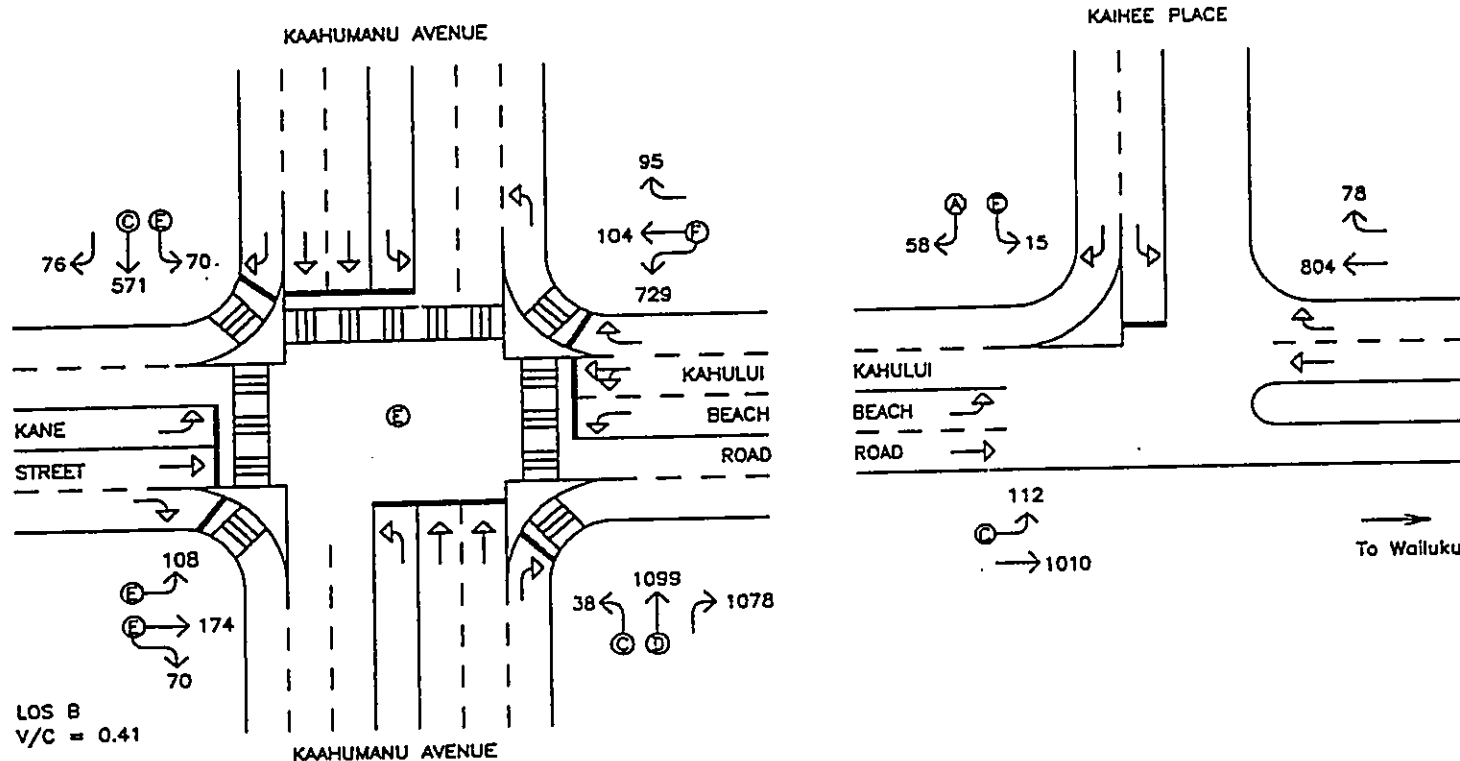 KAAHUMANU AVENUE
KAIHEE PLACE
95
C E
76
571
70
104
F
729
KAHULUI
BEACH
ROAD
E
KANE
STREET
108
E
E
174
70
38
1099
1078
C D
LOS B
V/C = 0.41
KAAHUMANU AVENUE
A
58
15
78
804
KAHULUI
BEACH
ROAD
112
C
1010
To Wailuku